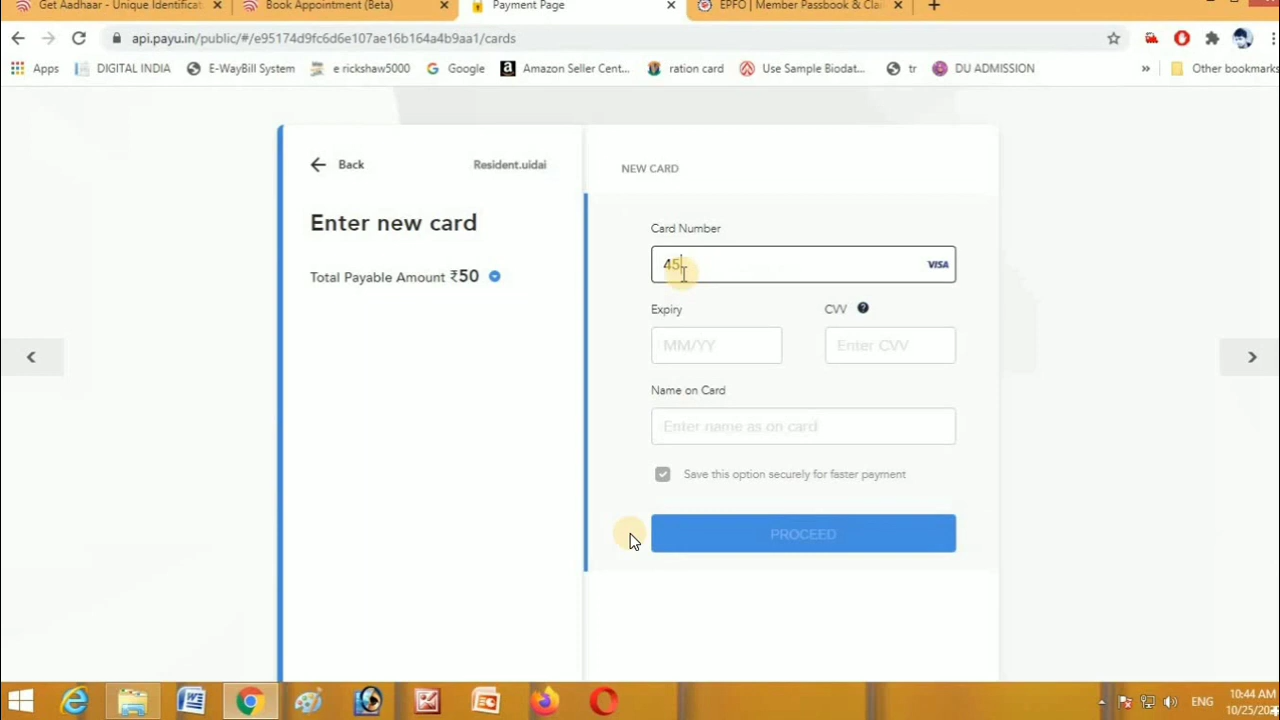 Get Aadhaar - Unique Identificat
Book Appointment (Beta)
Payment Page
EPFO | Member Passbook & Clai
api.payu.in/public/#/e95174d9fc6d6e107ae16b164a4b9aa1/cards
Apps
DIGITAL INDIA
E-WayBill System
e rickshaw5000
Google
Amazon Seller Cent...
ration card
Use Sample Biodat...
tr
DU ADMISSION
»
Other bookmarks
Back
Resident.uidai
NEW CARD
Enter new card
Card Number
Total Payable Amount ₹50
45
VISA
Expiry
CVV
MM/YY
Enter CVV
Name on Card
Enter name as on card
Save this option securely for faster payment
PROCEED
ENG
10:44 AM